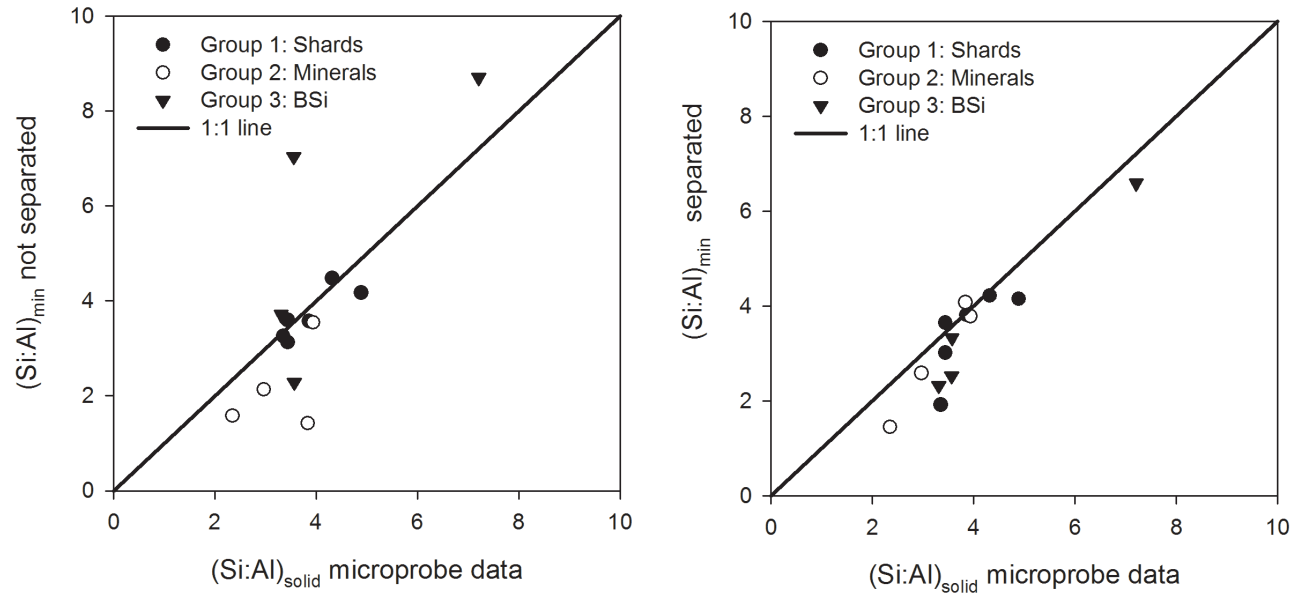 10
8
6
4
2
0
(Si:Al)min not separated
Group 1: Shards
Group 2: Minerals
Group 3: BSi
1:1 line
0 2 4 6 8 10
(Si:Al)solid microprobe data
10
8
6
4
2
0
(Si:Al)min separated
Group 1: Shards
Group 2: Minerals
Group 3: BSi
1:1 line
0 2 4 6 8 10
(Si:Al)solid microprobe data